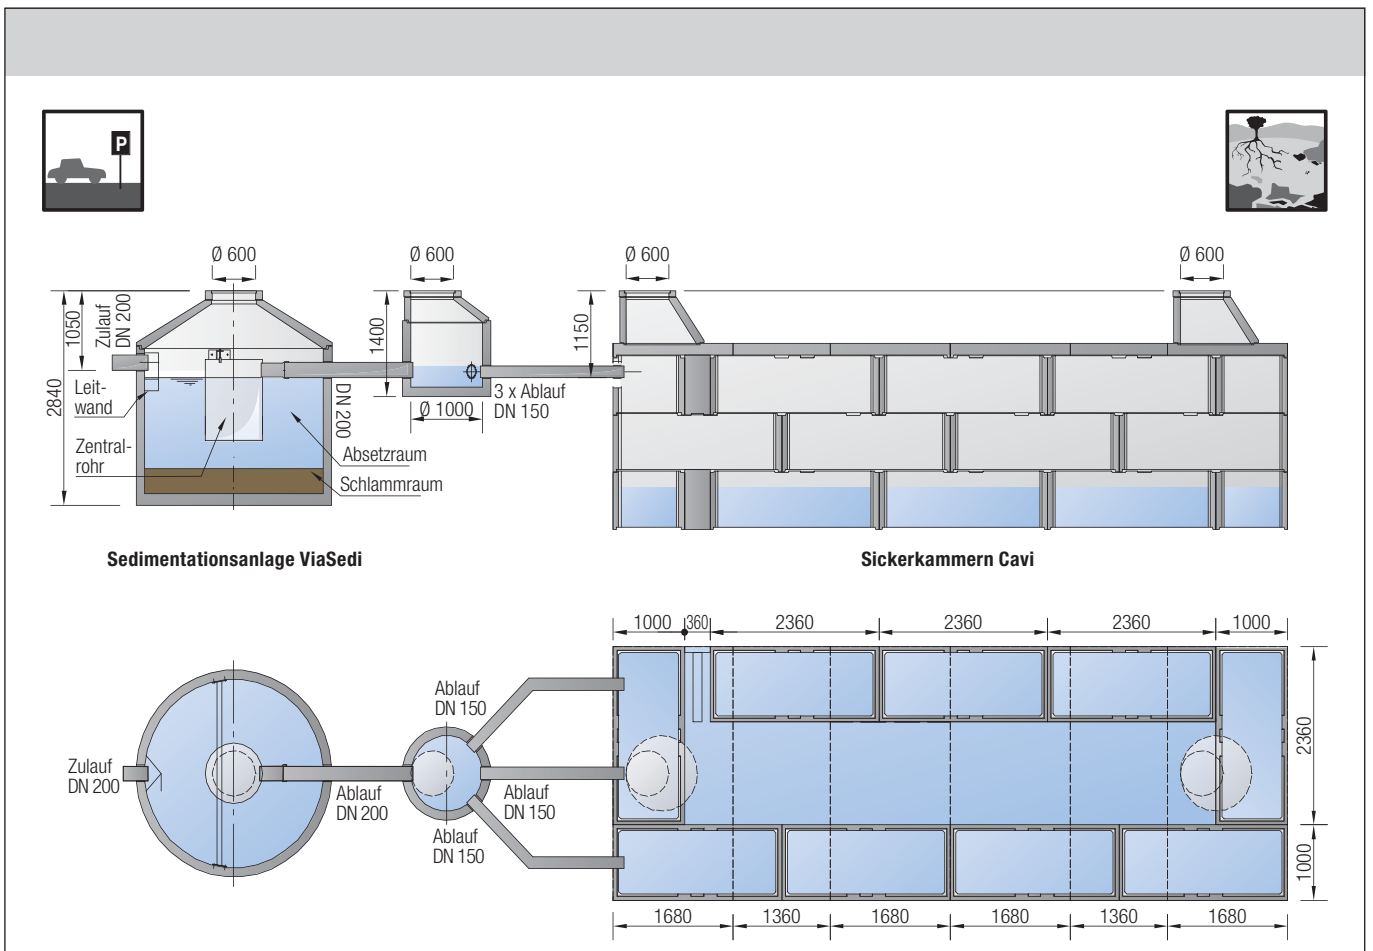 P
Ø 600
Ø 600
Ø 600
Ø 600
2840
1050
Zulauf
DN 200
1400
1150
Leit-
wand
DN 200
Ø 1000
3 x Ablauf
DN 150
Zentral-
rohr
Absetzraum
Schlammraum
Sedimentationsanlage ViaSedi
Sickerkammern Cavi
1000
360
2360
2360
2360
1000
Ablauf
DN 150
2360
Zulauf
DN 200
Ablauf
DN 200
Ablauf
DN 150
Ablauf
DN 150
1000
1680
1360
1680
1680
1360
1680